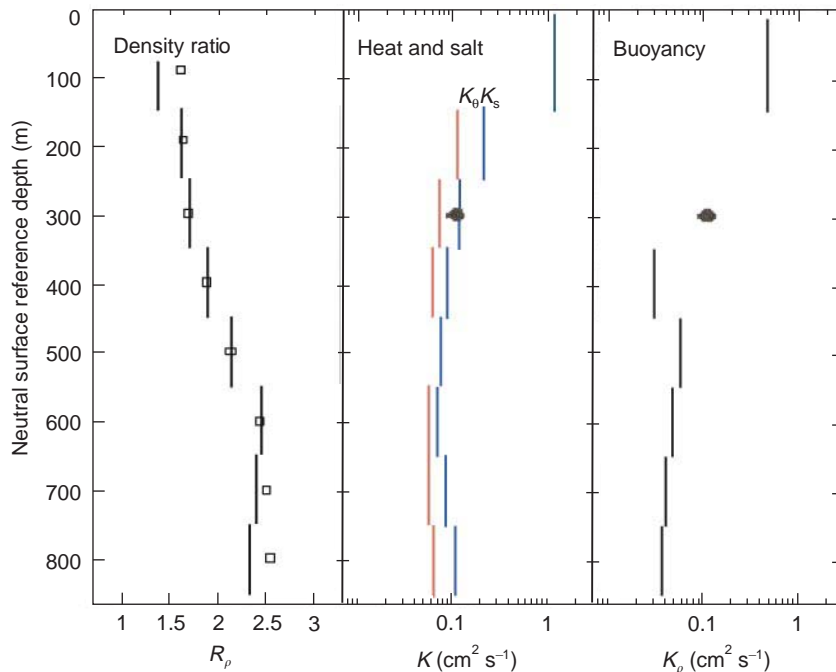 Density ratio
Heat and salt
Buoyancy
KθKs
Neutral surface reference depth (m)
0
100
200
300
400
500
600
700
800
1 1.5 2 2.5 3
0.1 1
0.1 1
Rρ
K (cm² s⁻¹)
Kρ (cm² s⁻¹)